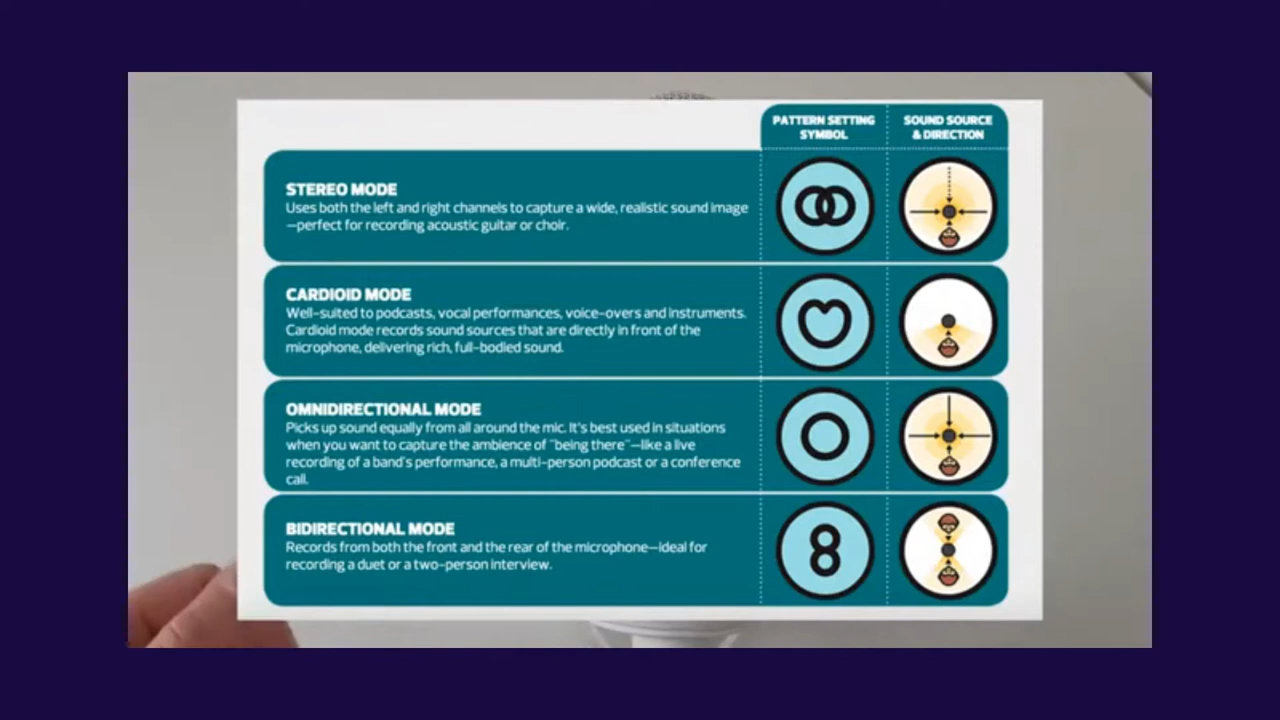 PATTERN SETTING
SYMBOL
SOUND SOURCE
& DIRECTION
STEREO MODE
Uses both the left and right channels to capture a wide, realistic sound image
—perfect for recording acoustic guitar or choir.
CARDIOID MODE
Well-suited to podcasts, vocal performances, voice-overs and instruments.
Cardioid mode records sound sources that are directly in front of the
microphone, delivering rich, full-bodied sound.
OMNIDIRECTIONAL MODE
Picks up sound equally from all around the mic. It's best used in situations
when you want to capture the ambience of "being there"—like a live
recording of a band's performance, a multi-person podcast or a conference
call.
BIDIRECTIONAL MODE
Records from both the front and the rear of the microphone—ideal for
recording a duet or a two-person interview.